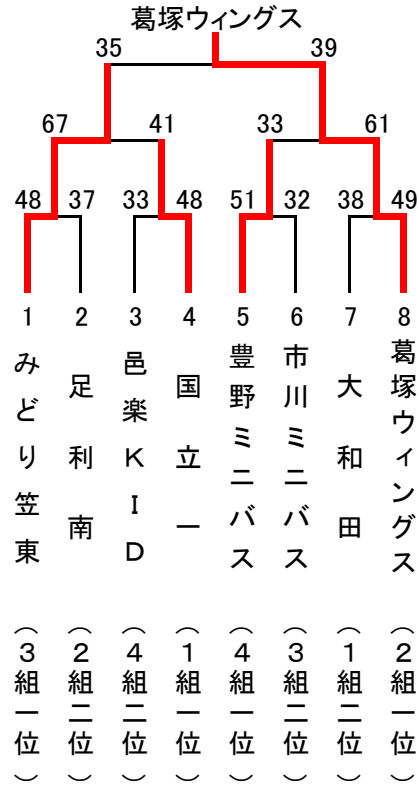 葛塚ウィングス
35 39
67 41 33 61
48 37 33 48 51 32 38 49
1 2 3 4 5 6 7 8
みどり笠東
足利南
邑楽KID
国立一
豊野ミニバス
市川ミニバス
大和田
葛塚ウィングス
（3組一位）
（2組二位）
（4組二位）
（1組一位）
（4組一位）
（3組二位）
（1組二位）
（2組一位）